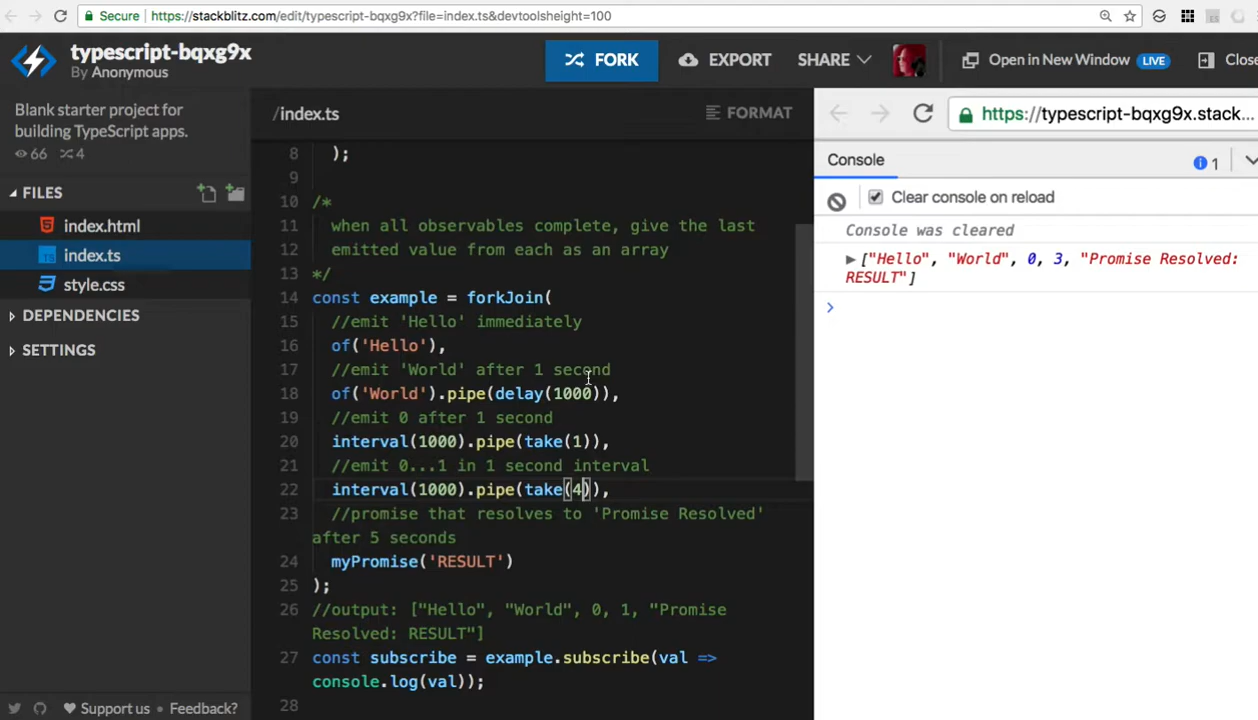 Secure
https://stackblitz.com/edit/typescript-bqxg9x?file=index.ts&devtoolsheight=100
typescript-bqxg9x
By Anonymous
FORK
EXPORT
SHARE
Open in New Window LIVE
Close
Blank starter project for
building TypeScript apps.
66 4
FILES
index.html
index.ts
style.css
DEPENDENCIES
SETTINGS
Support us
Feedback?
/index.ts
FORMAT
8 );
9
10 /*
11 when all observables complete, give the last
12 emitted value from each as an array
13 */
14 const example = forkJoin(
15 //emit 'Hello' immediately
16 of('Hello'),
17 //emit 'World' after 1 second
18 of('World').pipe(delay(1000)),
19 //emit 0 after 1 second
20 interval(1000).pipe(take(1)),
21 //emit 0...1 in 1 second interval
22 interval(1000).pipe(take(4)),
23 //promise that resolves to 'Promise Resolved'
after 5 seconds
24 myPromise('RESULT')
25 );
26 //output: ["Hello", "World", 0, 1, "Promise
Resolved: RESULT"]
27 const subscribe = example.subscribe(val =>
console.log(val));
28
https://typescript-bqxg9x.stack...
Console
1
Clear console on reload
Console was cleared
["Hello", "World", 0, 3, "Promise Resolved:
RESULT"]